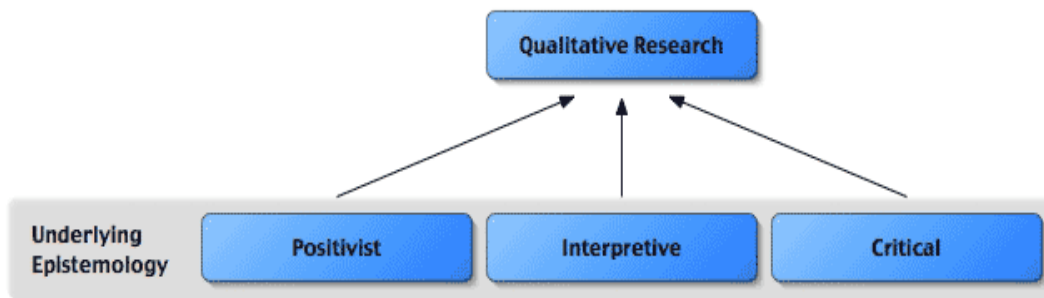 Qualitative Research
Underlying
Epistemology
Positivist
Interpretive
Critical